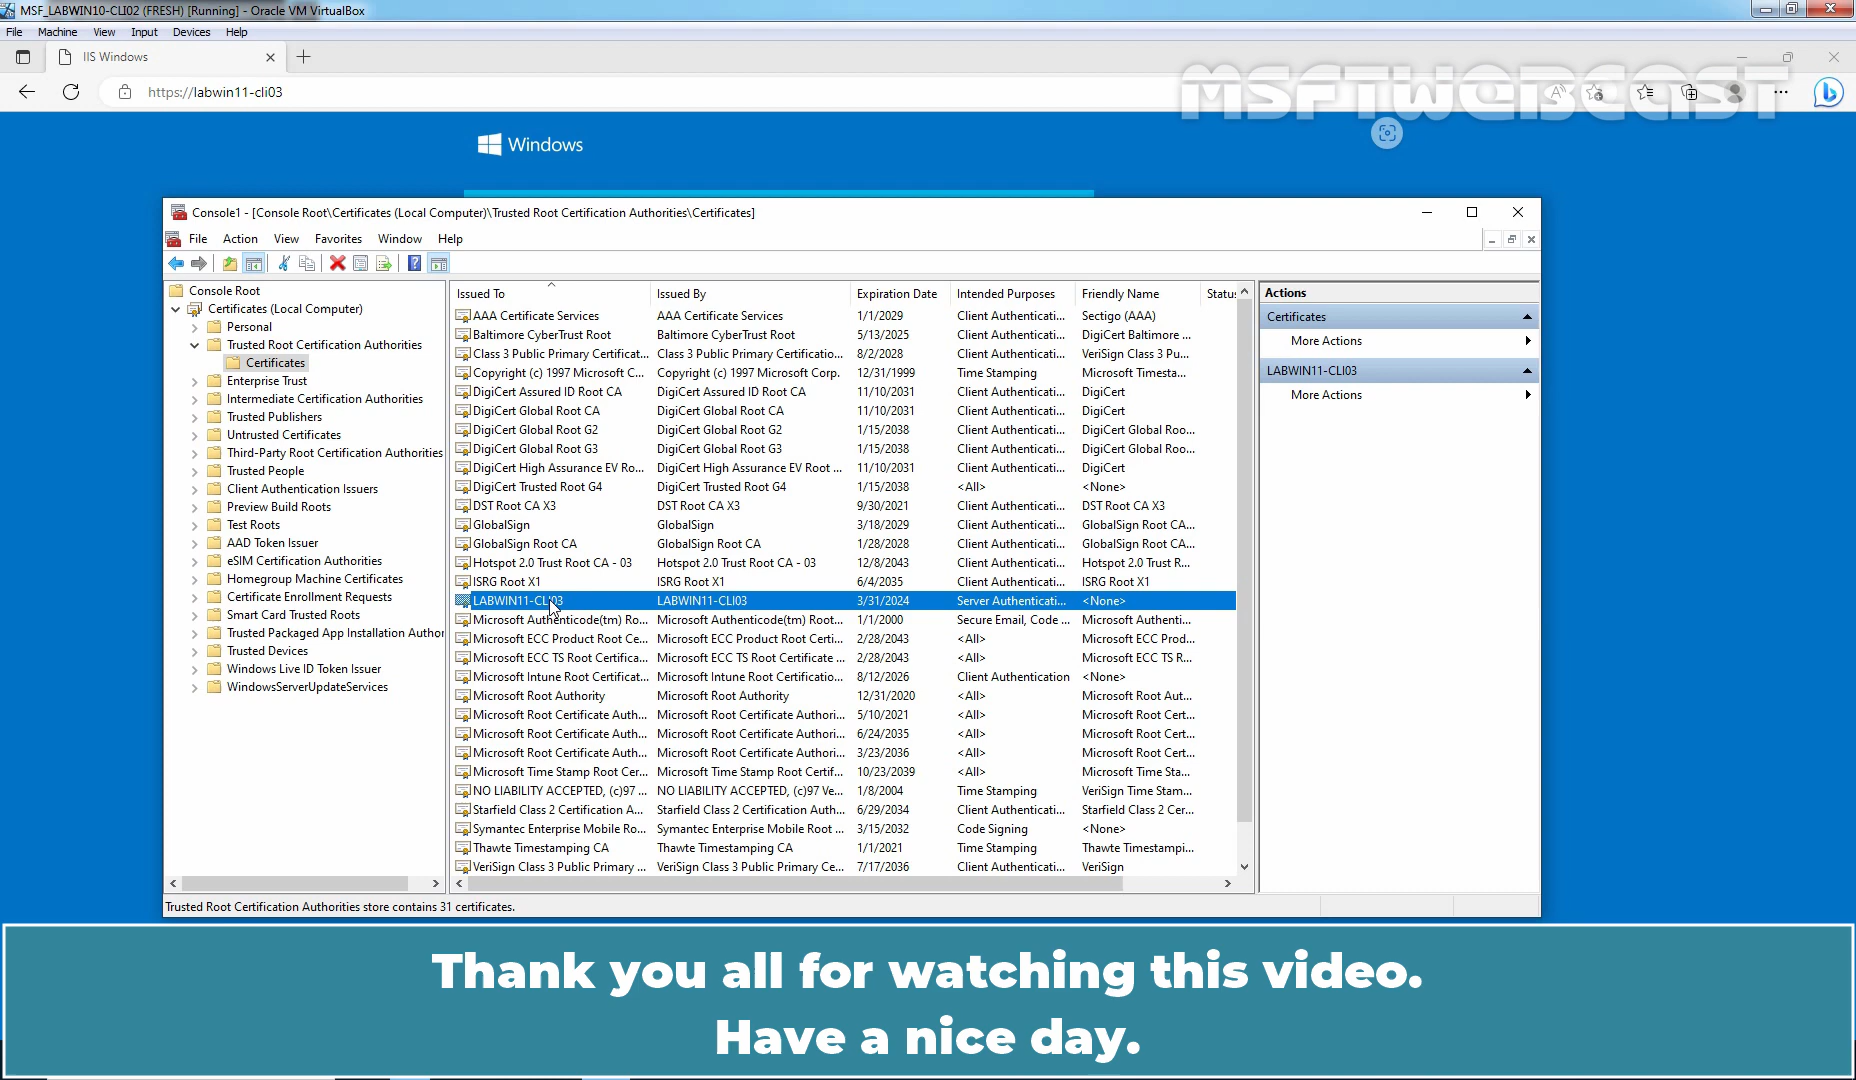 MSF_LABWIN10-CLI02 (FRESH) [Running] - Oracle VM VirtualBox
File Machine View Input Devices Help
IIS Windows
https://labwin11-cli03
MSFTWEBCAST
Windows
Console1 - [Console Root\Certificates (Local Computer)\Trusted Root Certification Authorities\Certificates]
File Action View Favorites Window Help
Console Root
Certificates (Local Computer)
Personal
Trusted Root Certification Authorities
Certificates
Enterprise Trust
Intermediate Certification Authorities
Trusted Publishers
Untrusted Certificates
Third-Party Root Certification Authorities
Trusted People
Client Authentication Issuers
Preview Build Roots
Test Roots
AAD Token Issuer
eSIM Certification Authorities
Homegroup Machine Certificates
Certificate Enrollment Requests
Smart Card Trusted Roots
Trusted Packaged App Installation Author
Trusted Devices
Windows Live ID Token Issuer
WindowsServerUpdateServices
Issued To Issued By Expiration Date Intended Purposes Friendly Name Status
AAA Certificate Services AAA Certificate Services 1/1/2029 Client Authenticati... Sectigo (AAA)
Baltimore CyberTrust Root Baltimore CyberTrust Root 5/13/2025 Client Authenticati... DigiCert Baltimore ...
Class 3 Public Primary Certificat... Class 3 Public Primary Certificatio... 8/2/2028 Client Authenticati... VeriSign Class 3 Pu...
Copyright (c) 1997 Microsoft C... Copyright (c) 1997 Microsoft Corp. 12/31/1999 Time Stamping Microsoft Timesta...
DigiCert Assured ID Root CA DigiCert Assured ID Root CA 11/10/2031 Client Authenticati... DigiCert
DigiCert Global Root CA DigiCert Global Root CA 11/10/2031 Client Authenticati... DigiCert
DigiCert Global Root G2 DigiCert Global Root G2 1/15/2038 Client Authenticati... DigiCert Global Roo...
DigiCert Global Root G3 DigiCert Global Root G3 1/15/2038 Client Authenticati... DigiCert Global Roo...
DigiCert High Assurance EV Ro... DigiCert High Assurance EV Root ... 11/10/2031 Client Authenticati... DigiCert
DigiCert Trusted Root G4 DigiCert Trusted Root G4 1/15/2038 <All> <None>
DST Root CA X3 DST Root CA X3 9/30/2021 Client Authenticati... DST Root CA X3
GlobalSign GlobalSign 3/18/2029 Client Authenticati... GlobalSign Root CA...
GlobalSign Root CA GlobalSign Root CA 1/28/2028 Client Authenticati... GlobalSign Root CA...
Hotspot 2.0 Trust Root CA - 03 Hotspot 2.0 Trust Root CA - 03 12/8/2043 Client Authenticati... Hotspot 2.0 Trust R...
ISRG Root X1 ISRG Root X1 6/4/2035 Client Authenticati... ISRG Root X1
LABWIN11-CLI03 LABWIN11-CLI03 3/31/2024 Server Authenticati... <None>
Microsoft Authenticode(tm) Ro... Microsoft Authenticode(tm) Root... 1/1/2000 Secure Email, Code ... Microsoft Authenti...
Microsoft ECC Product Root Ce... Microsoft ECC Product Root Certi... 2/28/2043 <All> Microsoft ECC Prod...
Microsoft ECC TS Root Certifica... Microsoft ECC TS Root Certificate ... 2/28/2043 <All> Microsoft ECC TS R...
Microsoft Intune Root Certificat... Microsoft Intune Root Certificatio... 8/12/2026 Client Authentication <None>
Microsoft Root Authority Microsoft Root Authority 12/31/2020 <All> Microsoft Root Aut...
Microsoft Root Certificate Auth... Microsoft Root Certificate Authori... 5/10/2021 <All> Microsoft Root Cert...
Microsoft Root Certificate Auth... Microsoft Root Certificate Authori... 6/24/2035 <All> Microsoft Root Cert...
Microsoft Root Certificate Auth... Microsoft Root Certificate Authori... 3/23/2036 <All> Microsoft Root Cert...
Microsoft Time Stamp Root Cer... Microsoft Time Stamp Root Certif... 10/23/2039 <All> Microsoft Time Sta...
NO LIABILITY ACCEPTED, (c)97 ... NO LIABILITY ACCEPTED, (c)97 Ve... 1/8/2004 Time Stamping VeriSign Time Stam...
Starfield Class 2 Certification A... Starfield Class 2 Certification Auth... 6/29/2034 Client Authenticati... Starfield Class 2 Cer...
Symantec Enterprise Mobile Ro... Symantec Enterprise Mobile Root ... 3/15/2032 Code Signing <None>
Thawte Timestamping CA Thawte Timestamping CA 1/1/2021 Time Stamping Thawte Timestampi...
VeriSign Class 3 Public Primary ... VeriSign Class 3 Public Primary Ce... 7/17/2036 Client Authenticati... VeriSign
Actions
Certificates
More Actions
LABWIN11-CLI03
More Actions
Trusted Root Certification Authorities store contains 31 certificates.
Thank you all for watching this video.
Have a nice day.